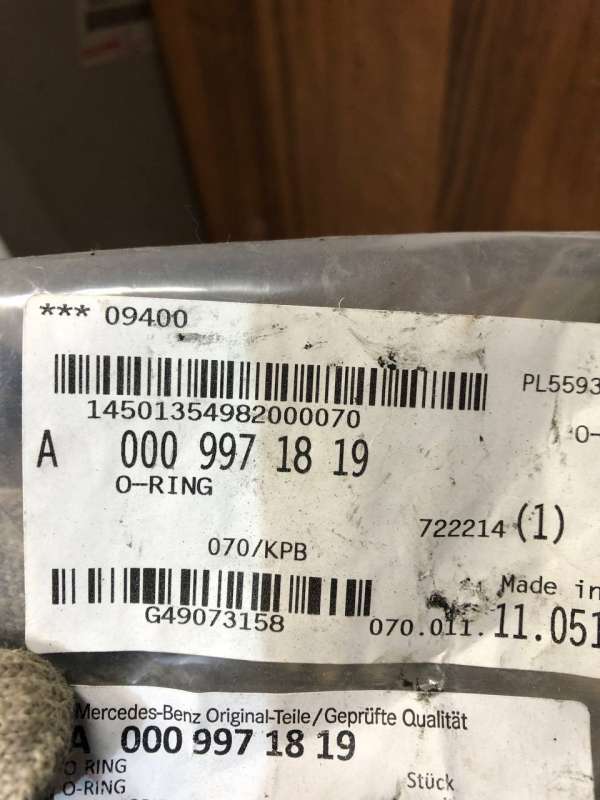 *** 09400
14501354982000070
PL5593
A 000 997 18 19
O-
O-RING
722214 (1)
070/KPB
Made in
G49073158
070.011. 11.051
Mercedes-Benz Original-Teile/Geprüfte Qualität
A 000 997 18 19
O RING
O-RING
Stück